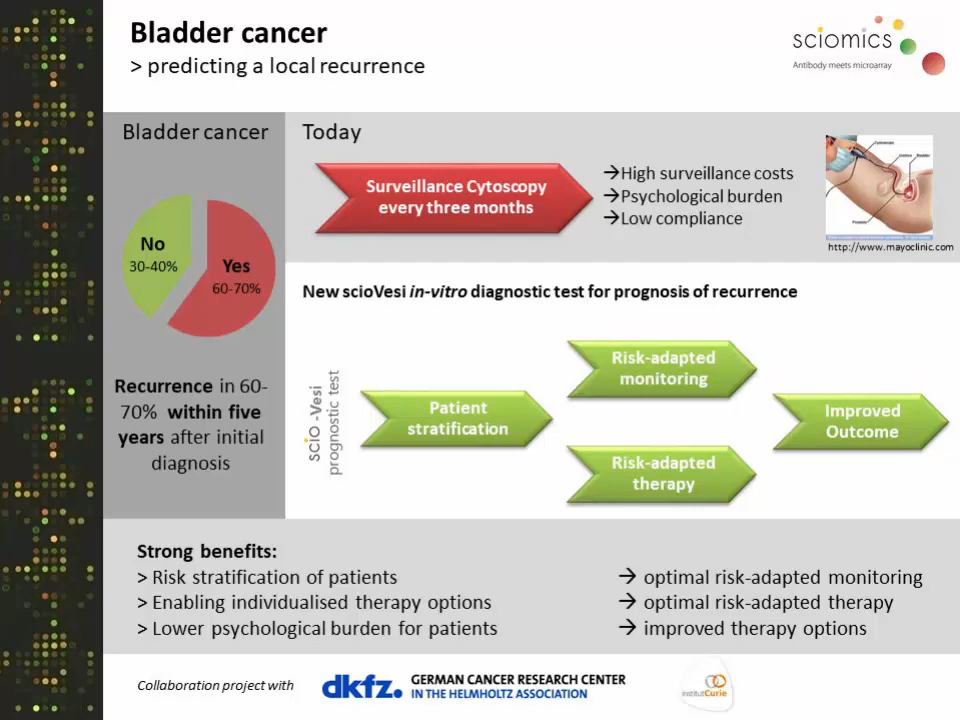 Bladder cancer
> predicting a local recurrence
sciomics
Antibody meets microarray
Bladder cancer
No
30-40%
Yes
60-70%
Recurrence in 60-
70% within five
years after initial
diagnosis
Today
Surveillance Cytoscopy
every three months
→High surveillance costs
→Psychological burden
→Low compliance
http://www.mayoclinic.com
New scioVesi in-vitro diagnostic test for prognosis of recurrence
SCIO -Vesi
prognostic test
Patient
stratification
Risk-adapted
monitoring
Risk-adapted
therapy
Improved
Outcome
Strong benefits:
> Risk stratification of patients → optimal risk-adapted monitoring
> Enabling individualised therapy options → optimal risk-adapted therapy
> Lower psychological burden for patients → improved therapy options
Collaboration project with
dkfz.
GERMAN CANCER RESEARCH CENTER
IN THE HELMHOLTZ ASSOCIATION
institutCurie